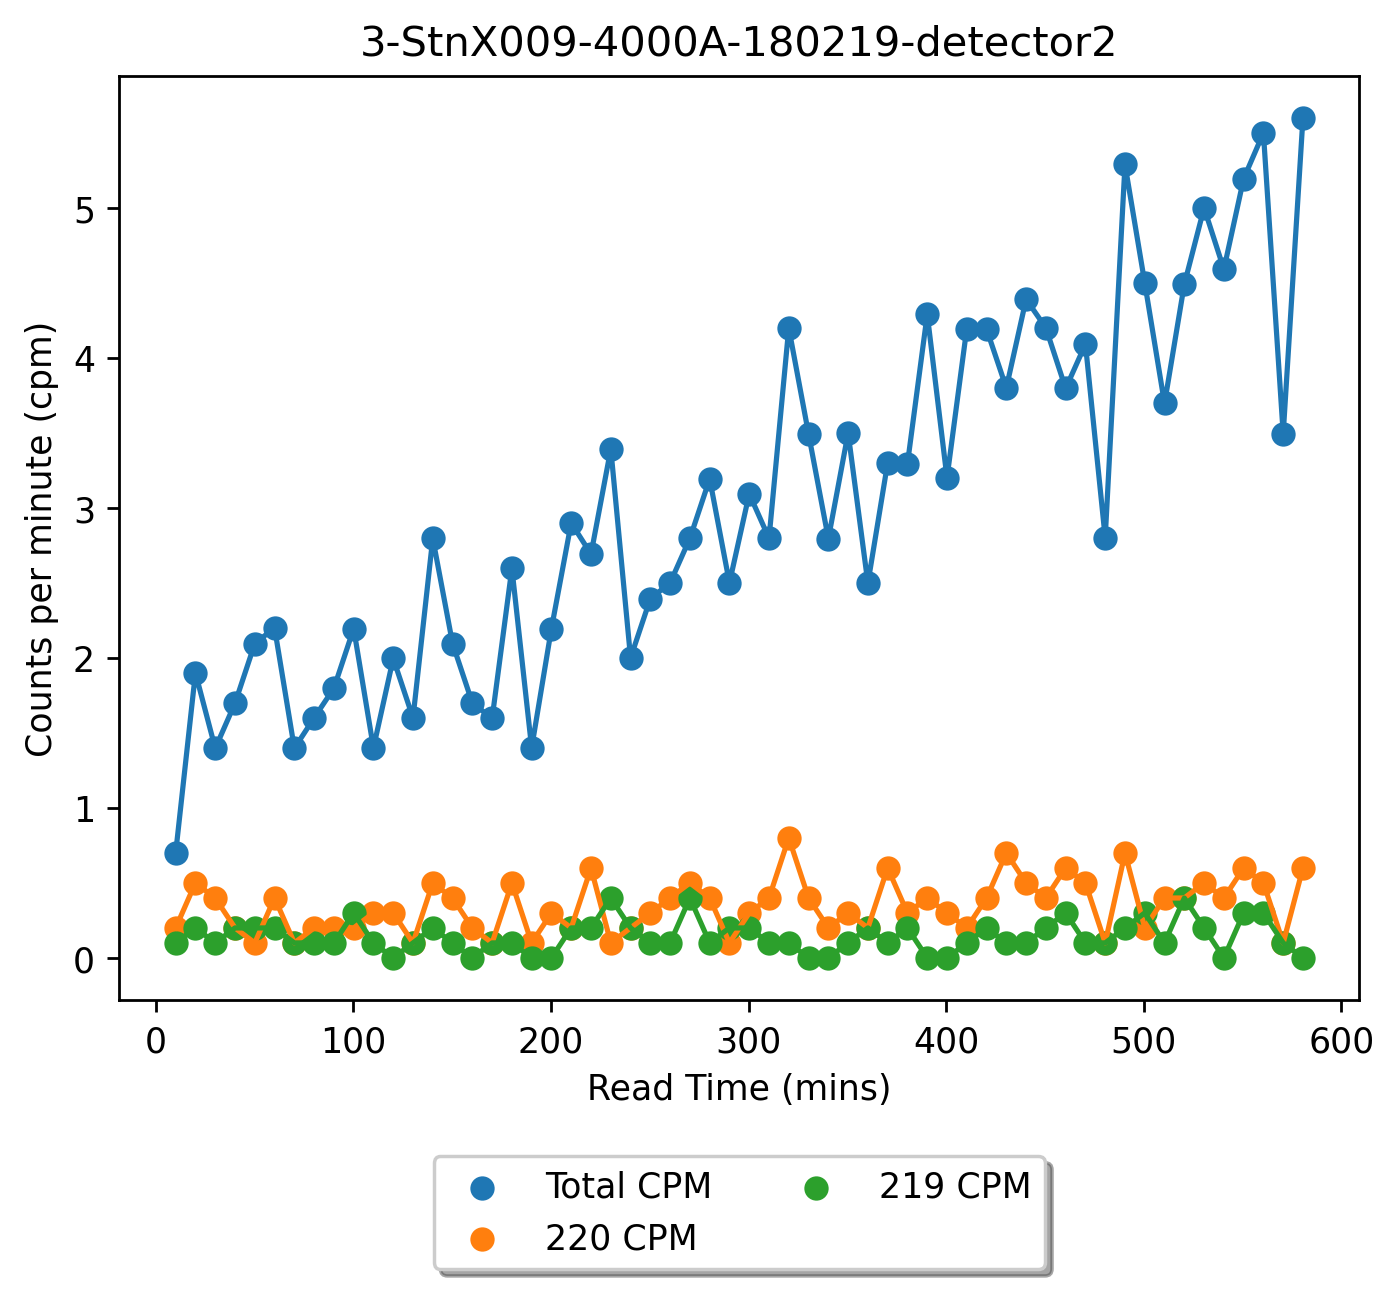 3-StnX009-4000A-180219-detector2
Counts per minute (cpm)
5
4
3
2
1
0
0 100 200 300 400 500 600
Read Time (mins)
Total CPM 219 CPM
220 CPM